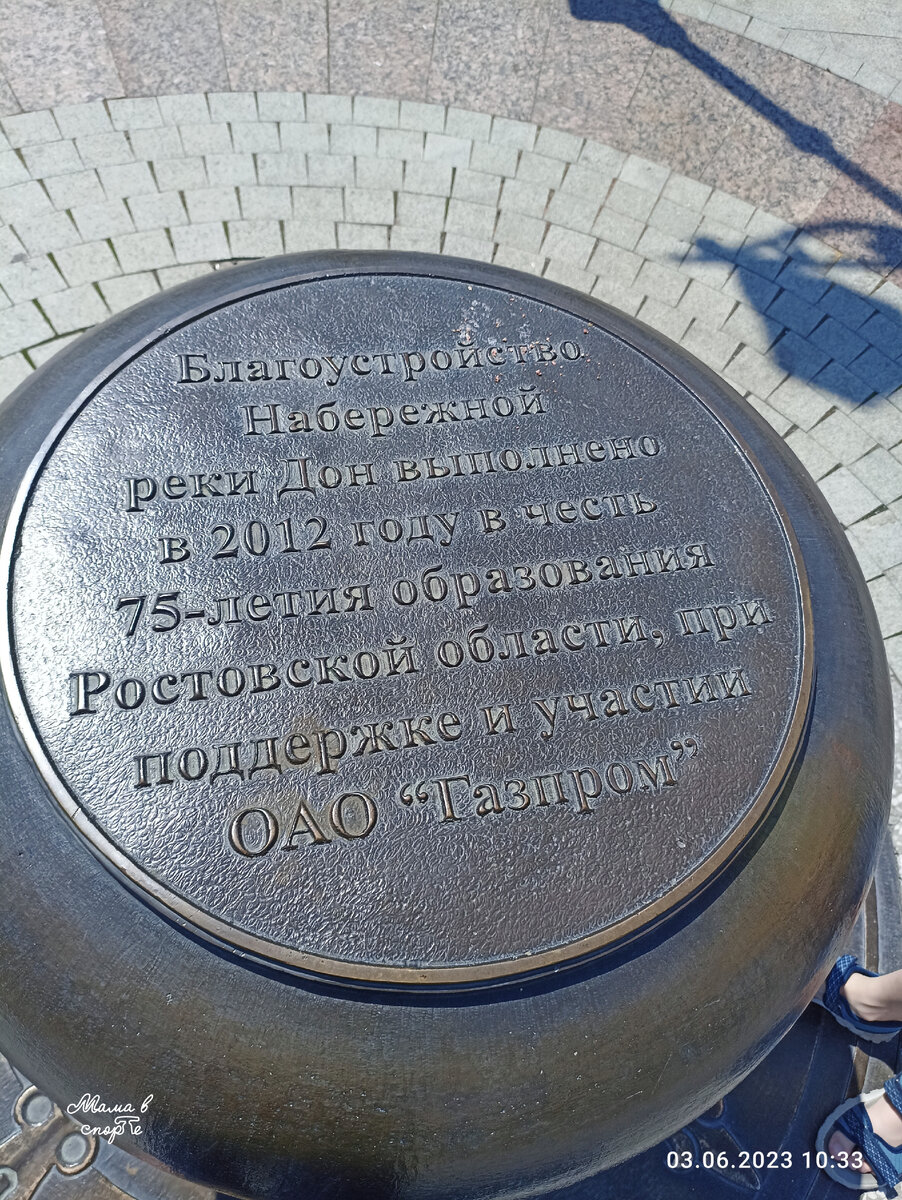 Благоустройство
Набережной
реки Дон выполнено
в 2012 году в честь
75-летия образования
Ростовской области, при
поддержке и участии
ОАО “Газпром”
Мама в
спорте
03.06.2023 10:33